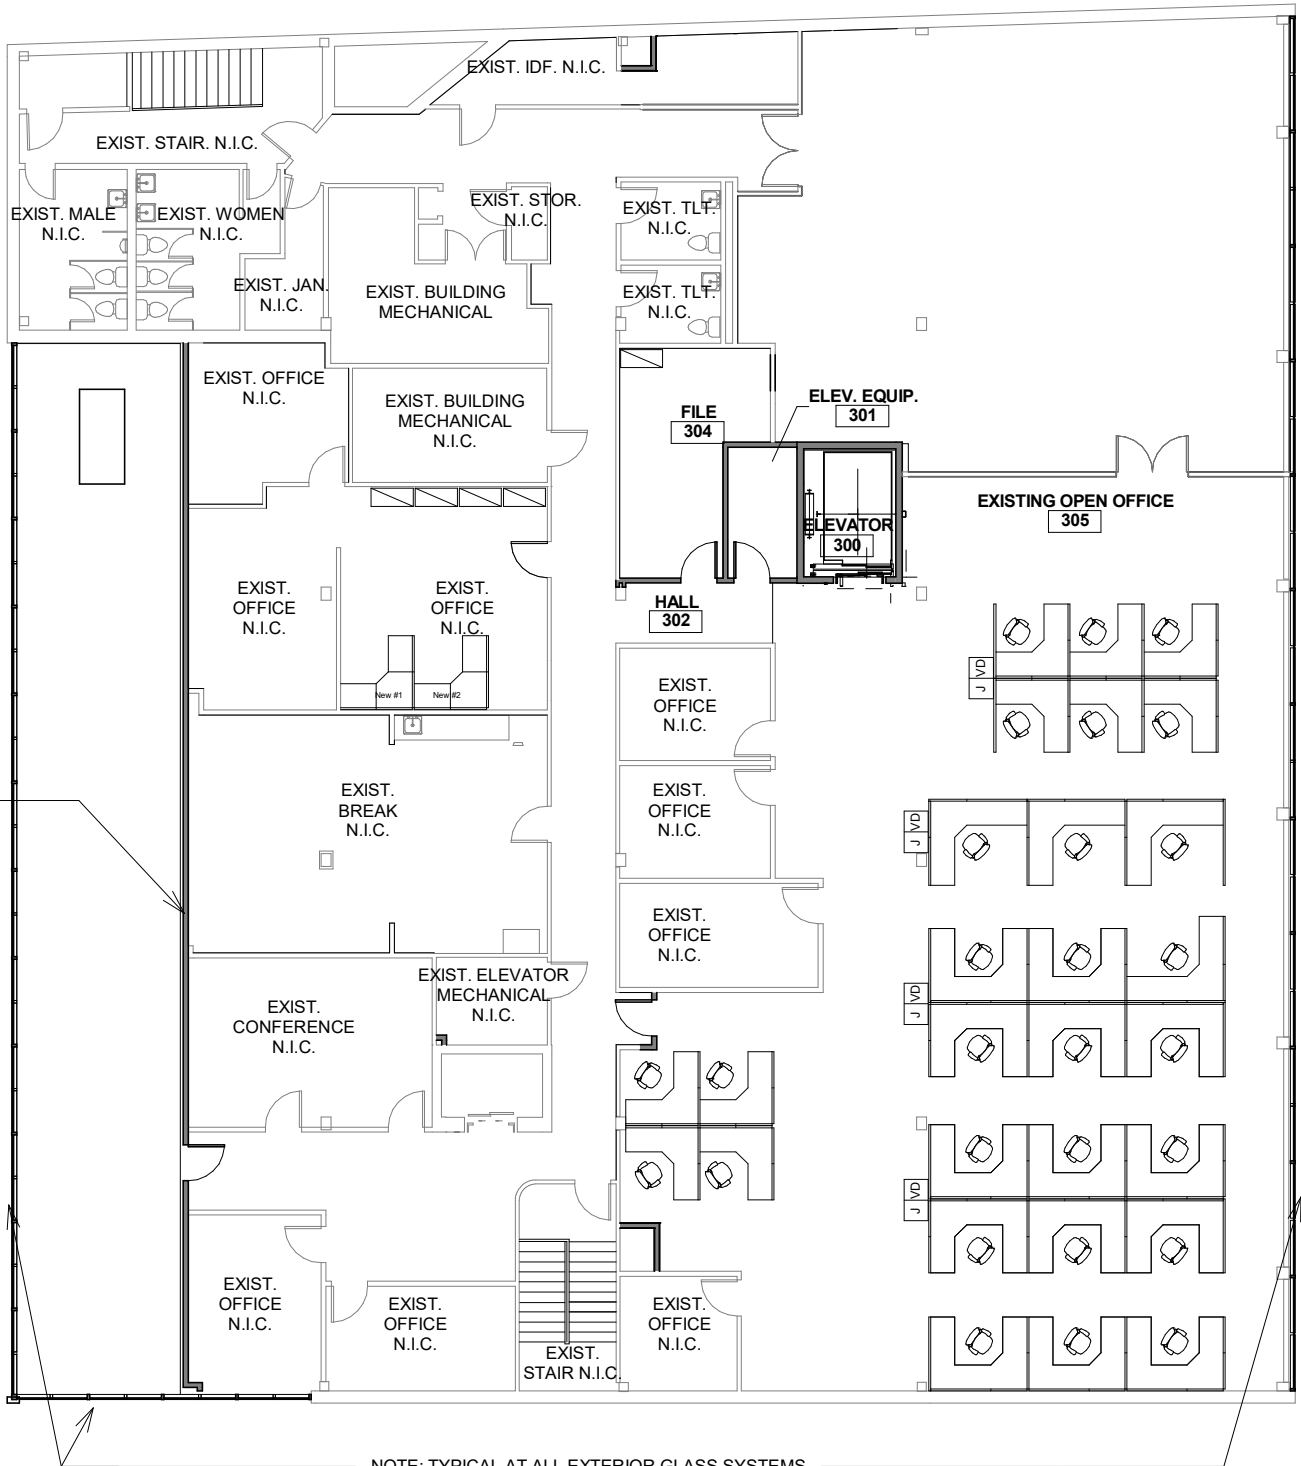 EXIST. IDF. N.I.C.
EXIST. STAIR. N.I.C.
EXIST. MALE
N.I.C.
EXIST. WOMEN
N.I.C.
EXIST. STOR.
N.I.C.
EXIST. TLT.
N.I.C.
EXIST. JAN.
N.I.C.
EXIST. BUILDING
MECHANICAL
EXIST. TLT.
N.I.C.
EXIST. OFFICE
N.I.C.
EXIST. BUILDING
MECHANICAL
N.I.C.
FILE
304
ELEV. EQUIP.
301
EXISTING OPEN OFFICE
305
ELEVATOR
300
EXIST.
OFFICE
N.I.C.
EXIST.
OFFICE
N.I.C.
HALL
302
New #1
New #2
EXIST.
OFFICE
N.I.C.
J VD
EXIST.
BREAK
N.I.C.
EXIST.
OFFICE
N.I.C.
J VD
EXIST.
OFFICE
N.I.C.
EXIST. ELEVATOR
MECHANICAL
N.I.C.
EXIST.
CONFERENCE
N.I.C.
J VD
J VD
EXIST.
OFFICE
N.I.C.
EXIST.
OFFICE
N.I.C.
EXIST.
STAIR N.I.C.
EXIST.
OFFICE
N.I.C.
NOTE: TYPICAL AT ALL EXTERIOR GLASS SYSTEMS